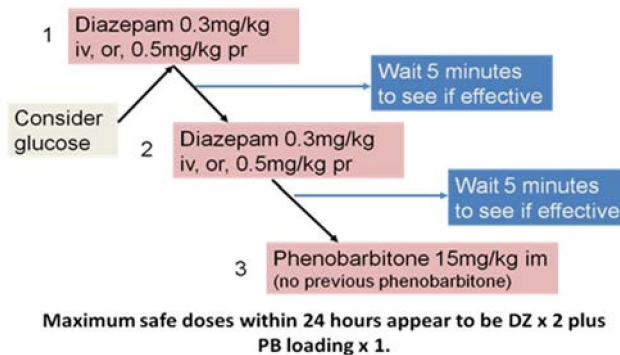 1
Diazepam 0.3mg/kg
iv, or, 0.5mg/kg pr
Wait 5 minutes
to see if effective
Consider
glucose
2
Diazepam 0.3mg/kg
iv, or, 0.5mg/kg pr
Wait 5 minutes
to see if effective
3
Phenobarbitone 15mg/kg im
(no previous phenobarbitone)
Maximum safe doses within 24 hours appear to be DZ x 2 plus
PB loading x 1.